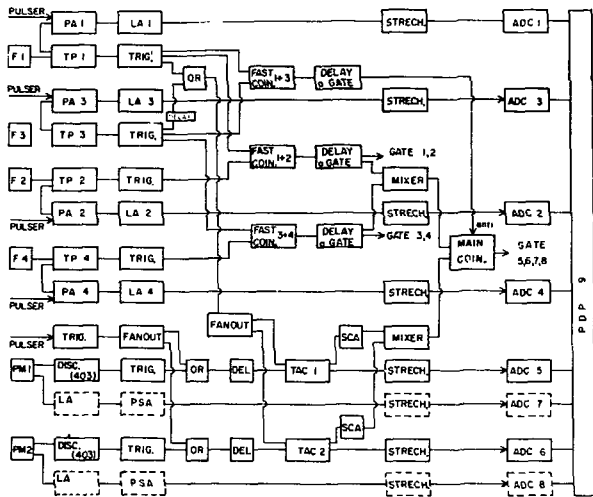 PULSER PA 1 LA 1 STRECH. ADC 1
F 1 TP 1 TRIG. OR FAST COIN. 1+3 DELAY a GATE
PULSER PA 3 LA 3 STRECH. ADC 3
F 3 TP 3 TRIG. DELAY
FAST COIN. 1+2 DELAY a GATE GATE 1,2
F 2 TP 2 TRIG. MIXER
PULSER PA 2 LA 2 STRECH. ADC 2
FAST COIN. 3+4 DELAY a GATE GATE 3,4
anti MAIN COIN. GATE 5,6,7,8
F 4 TP 4 TRIG.
PULSER PA 4 LA 4 STRECH. ADC 4
PDP 9
FANOUT
PULSER TRIG. FANOUT SCA MIXER
PM1 DISC. (403) TRIG. OR DEL TAC 1 STRECH. ADC 5
LA PSA STRECH. ADC 7
SCA
PM2 DISC. (403) TRIG. OR DEL TAC 2 STRECH. ADC 6
LA PSA STRECH. ADC 8